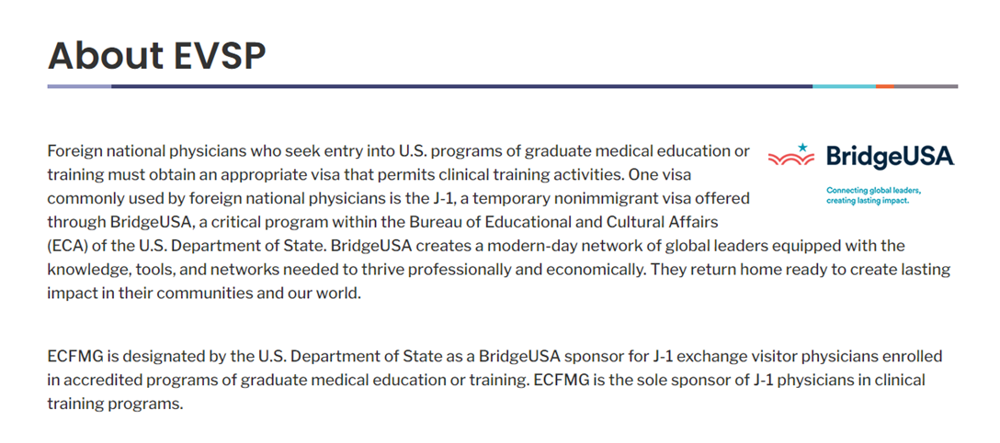 About EVSP
Foreign national physicians who seek entry into U.S. programs of graduate medical education or
training must obtain an appropriate visa that permits clinical training activities. One visa
commonly used by foreign national physicians is the J-1, a temporary nonimmigrant visa offered
through BridgeUSA, a critical program within the Bureau of Educational and Cultural Affairs
(ECA) of the U.S. Department of State. BridgeUSA creates a modern-day network of global leaders equipped with the
knowledge, tools, and networks needed to thrive professionally and economically. They return home ready to create lasting
impact in their communities and our world.
BridgeUSA
Connecting global leaders,
creating lasting impact.
ECFMG is designated by the U.S. Department of State as a BridgeUSA sponsor for J-1 exchange visitor physicians enrolled
in accredited programs of graduate medical education or training. ECFMG is the sole sponsor of J-1 physicians in clinical
training programs.